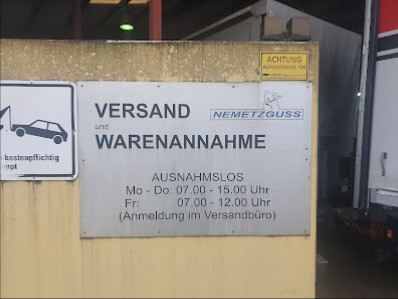 ACHTUNG
VERSAND
und
NEMETZGUSS
WARENANNAHME
kostenpflichtig
AUSNAHMSLOS
Mo - Do: 07.00 - 15.00 Uhr
Fr: 07.00 - 12.00 Uhr
(Anmeldung im Versandbüro)